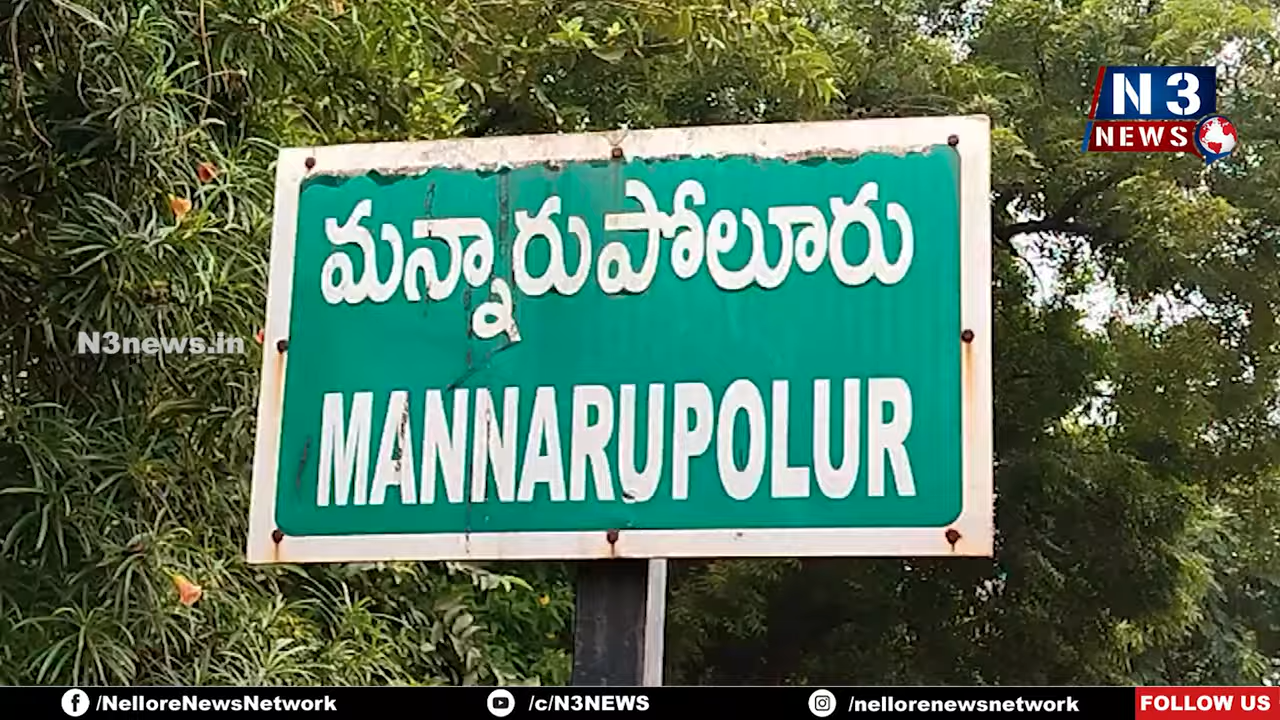 N3
NEWS
మన్నారుపోలూరు
N3news.in
MANNARUPOLUR
/NelloreNewsNetwork
/c/N3NEWS
/nellorenewsnetwork
FOLLOW US